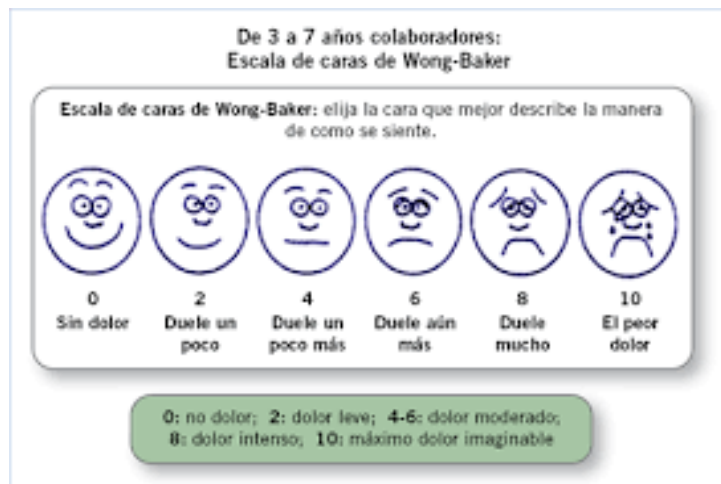 De 3 a 7 años colaboradores:
Escala de caras de Wong-Baker
Escala de caras de Wong-Baker: elija la cara que mejor describe la manera
de como se siente.
0
Sin dolor
2
Duele un
poco
4
Duele un
poco más
6
Duele aún
más
8
Duele
mucho
10
El peor
dolor
0: no dolor; 2: dolor leve; 4-6: dolor moderado;
8: dolor intenso; 10: máximo dolor imaginable